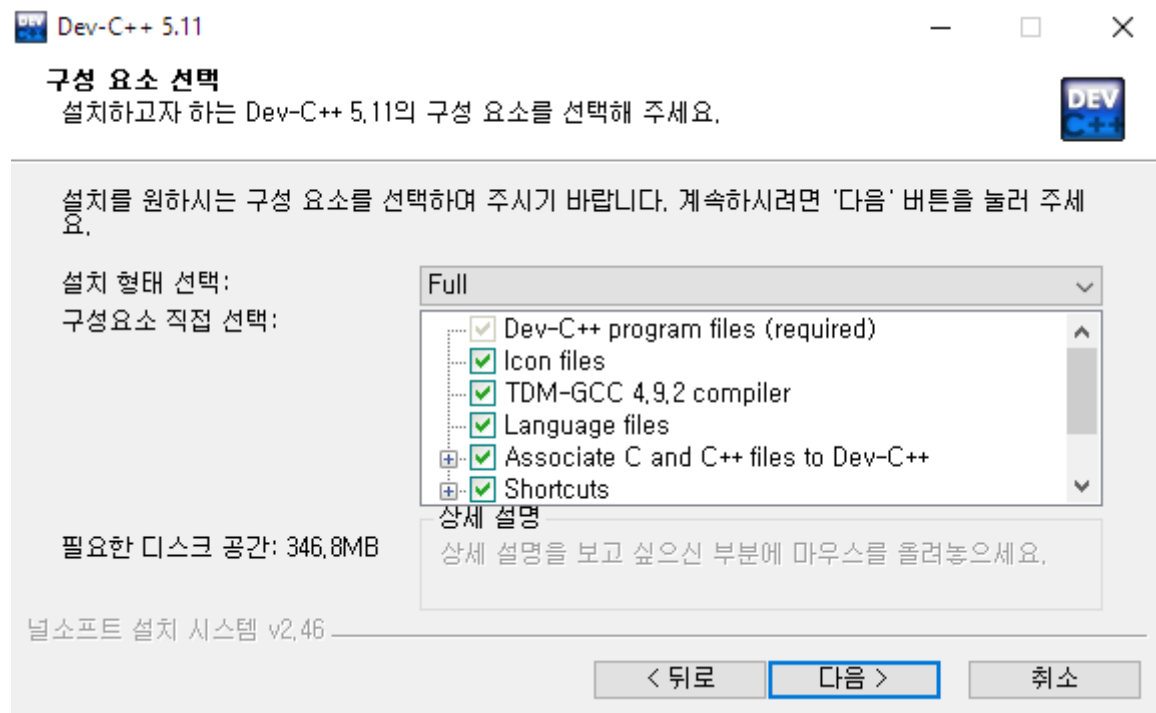 Dev-C++ 5.11
구성 요소 선택
설치하고자 하는 Dev-C++ 5.11의 구성 요소를 선택해 주세요.
DEV
C++
설치를 원하시는 구성 요소를 선택하여 주시기 바랍니다. 계속하시려면 '다음' 버튼을 눌러 주세
요.
설치 형태 선택:
Full
구성요소 직접 선택:
Dev-C++ program files (required)
Icon files
TDM-GCC 4.9.2 compiler
Language files
Associate C and C++ files to Dev-C++
Shortcuts
필요한 디스크 공간: 346.8MB
상세 설명
상세 설명을 보고 싶으신 부분에 마우스를 올려놓으세요.
널소프트 설치 시스템 v2.46
< 뒤로
다음 >
취소